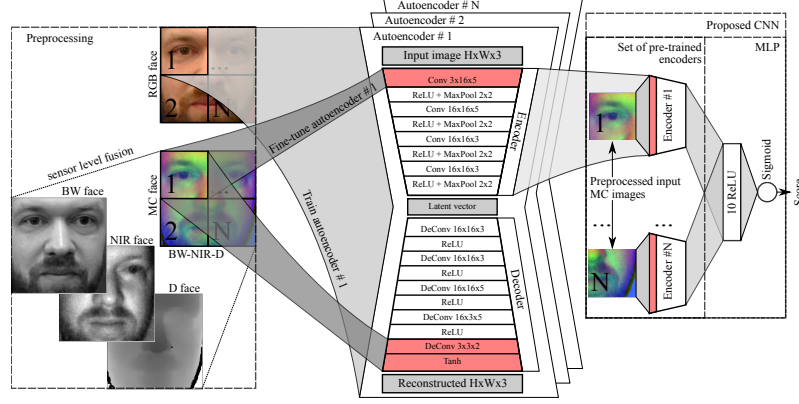 Preprocessing
RGB face
1
...
2
N
sensor level fusion
MC face
1
...
2
N
BW-NIR-D
BW face
NIR face
D face
Fine-tune autoencoder # 1
Train autoencoder # 1
Autoencoder # N
Autoencoder # 2
Autoencoder # 1
Input image HxWx3
Conv 3x16x5
ReLU + MaxPool 2x2
Conv 16x16x5
ReLU + MaxPool 2x2
Conv 16x16x3
ReLU + MaxPool 2x2
Conv 16x16x3
ReLU + MaxPool 2x2
Encoder
Latent vector
DeConv 16x16x3
ReLU
DeConv 16x16x3
ReLU
DeConv 16x16x5
ReLU
DeConv 16x3x5
ReLU
DeConv 3x3x2
Tanh
Decoder
Reconstructed HxWx3
Proposed CNN
Set of pre-trained
encoders
MLP
1
Encoder #1
Preprocessed input
MC images
...
...
N
Encoder #N
10 ReLU
Sigmoid
Score